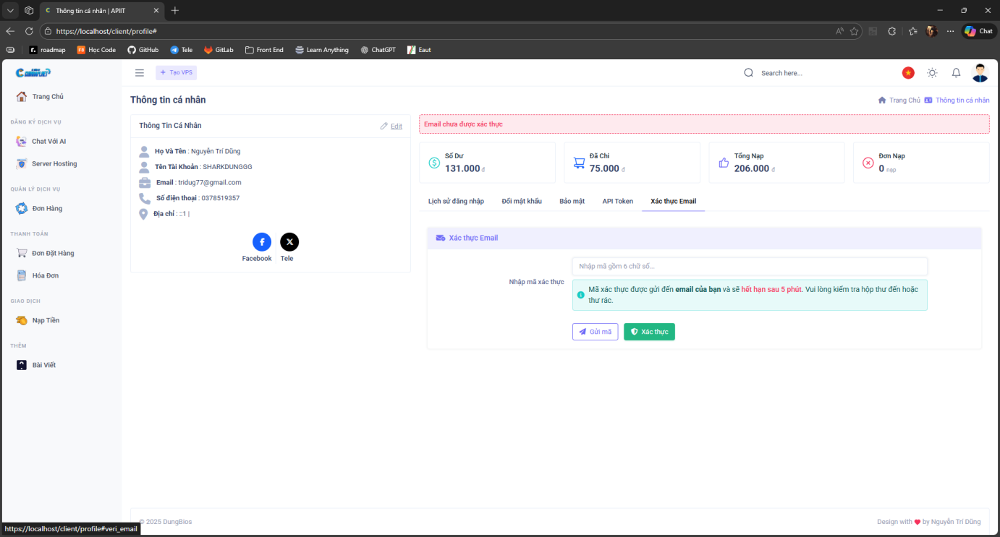 Thông tin cá nhân | APIIT
https://localhost/client/profile#
Chat
roadmap
F8 Học Code
GitHub
Tele
GitLab
Front End
Learn Anything
ChatGPT
Eaut
+ Tạo VPS
Search here...
Trang Chủ
ĐĂNG KÝ DỊCH VỤ
Chat Với AI
Server Hosting
QUẢN LÝ DỊCH VỤ
Đơn Hàng
THANH TOÁN
Đơn Đặt Hàng
Hóa Đơn
GIAO DỊCH
Nạp Tiền
THÊM
Bài Viết
Thông tin cá nhân
Trang Chủ
Thông tin cá nhân
Thông Tin Cá Nhân
Edit
Họ Và Tên : Nguyễn Trí Dũng
Tên Tài Khoản : SHARKDUNGGG
Email : tridug77@gmail.com
Số điện thoại : 0378519357
Địa chỉ : ::1 |
Facebook
Tele
Email chưa được xác thực
Số Dư
131.000 đ
Đã Chi
75.000 đ
Tổng Nạp
206.000 đ
Đơn Nạp
0 nạp
Lịch sử đăng nhập
Đổi mật khẩu
Bảo mật
API Token
Xác thực Email
Xác thực Email
Nhập mã xác thực
Nhập mã gồm 6 chữ số...
Mã xác thực được gửi đến email của bạn và sẽ hết hạn sau 5 phút. Vui lòng kiểm tra hộp thư đến hoặc
thư rác.
Gửi mã
Xác thực
© 2025 DungBios
Design with ❤ by Nguyễn Trí Dũng
https://localhost/client/profile#veri_email